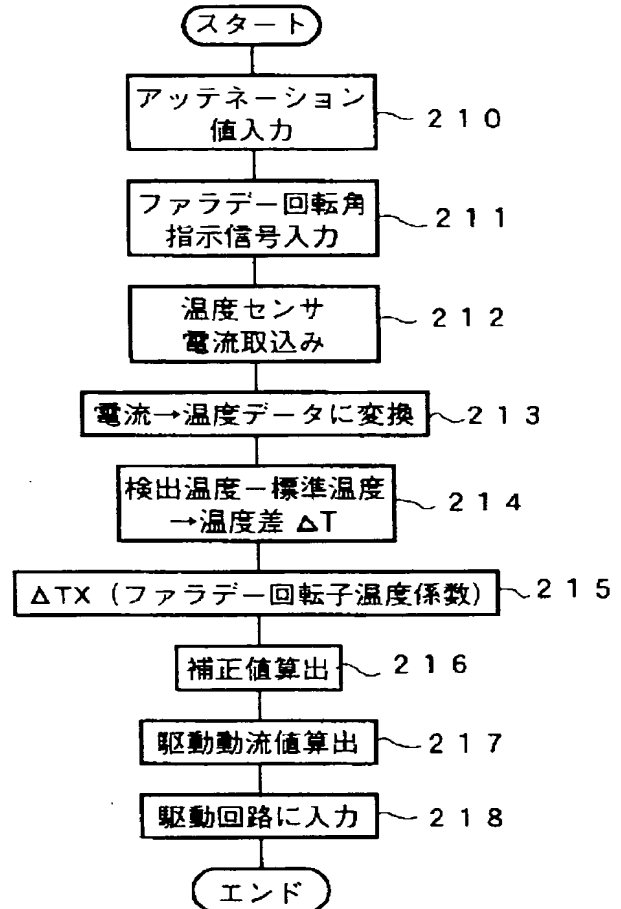 スタート
アッテネーション
値入力
210
ファラデー回転角
指示信号入力
211
温度センサ
電流取込み
212
電流→温度データに変換
213
検出温度−標準温度
→温度差 ΔT
214
ΔTX (ファラデー回転子温度係数)
215
補正値算出
216
駆動動流値算出
217
駆動回路に入力
218
エンド